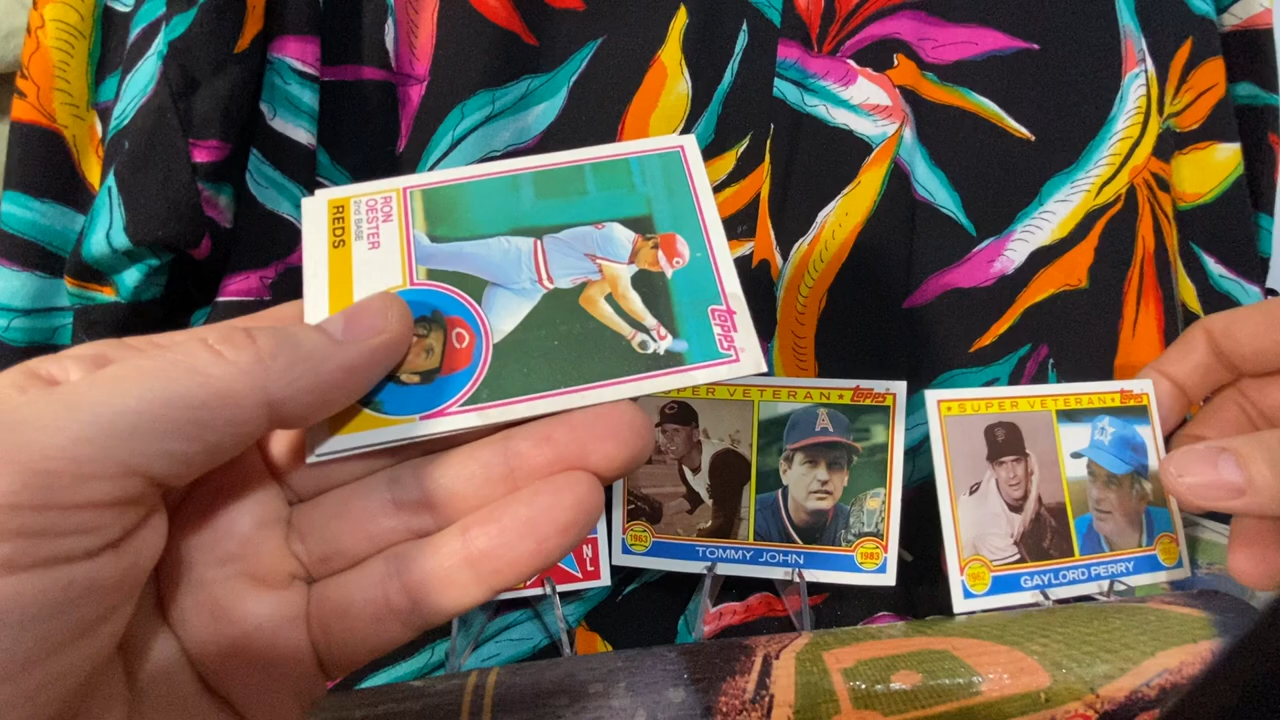 RON
OESTER
2nd BASE
REDS
topps
SUPER VETERAN ★ topps
1963
TOMMY JOHN
1983
★ SUPER VETERAN ★ topps
1962
GAYLORD PERRY
NL
C
A